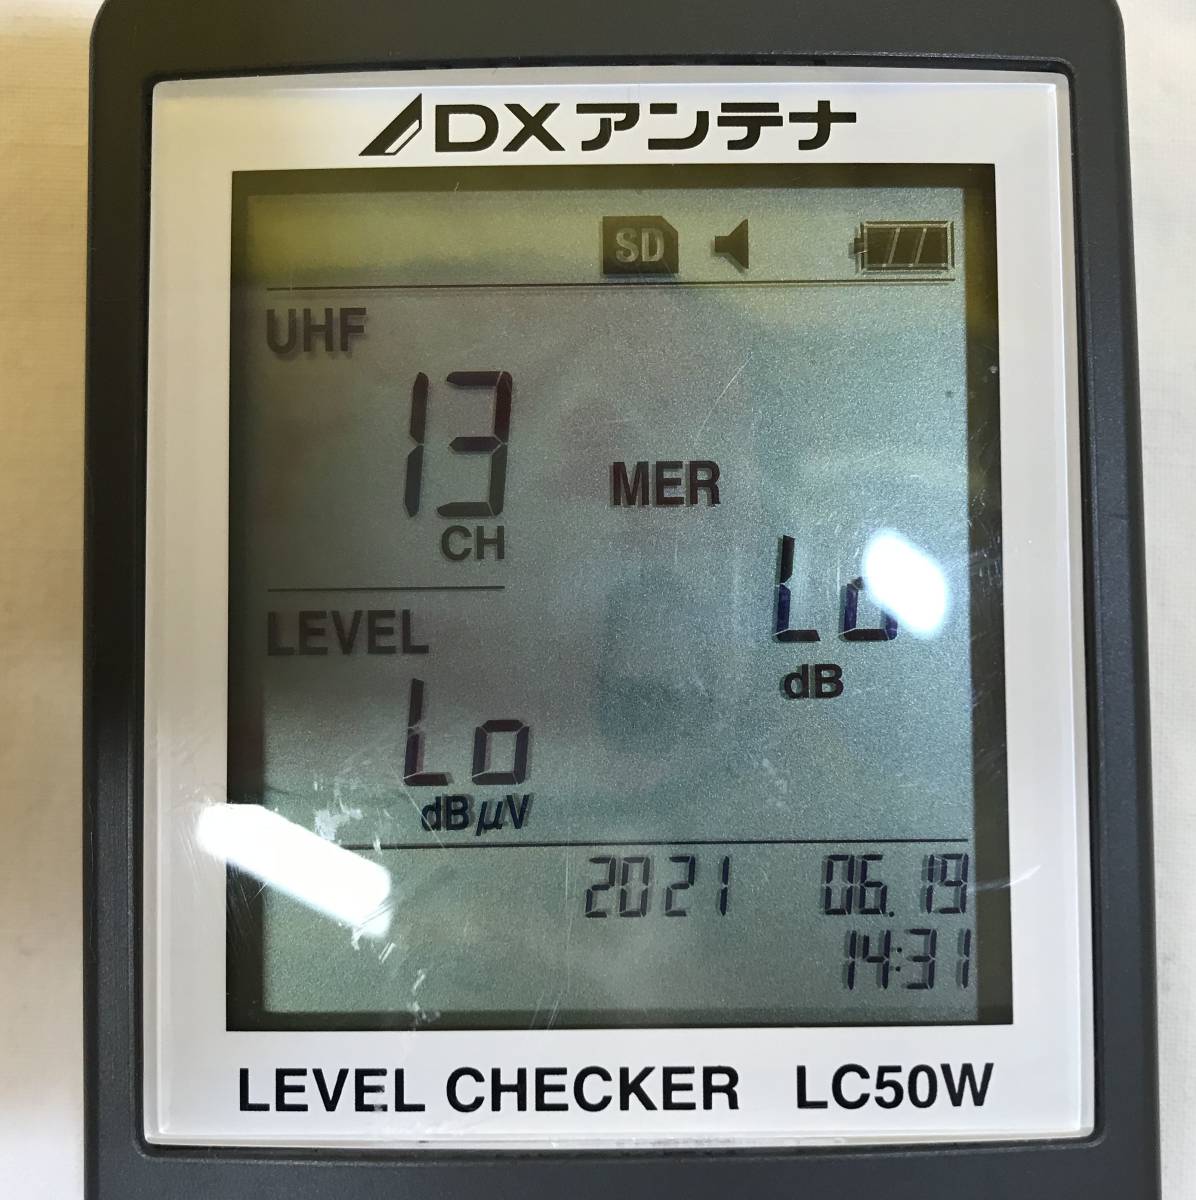 DXアンテナ
SD
UHF
13
CH
MER
Lo
dB
LEVEL
Lo
dBμV
2021 06.19
14:31
LEVEL CHECKER LC50W